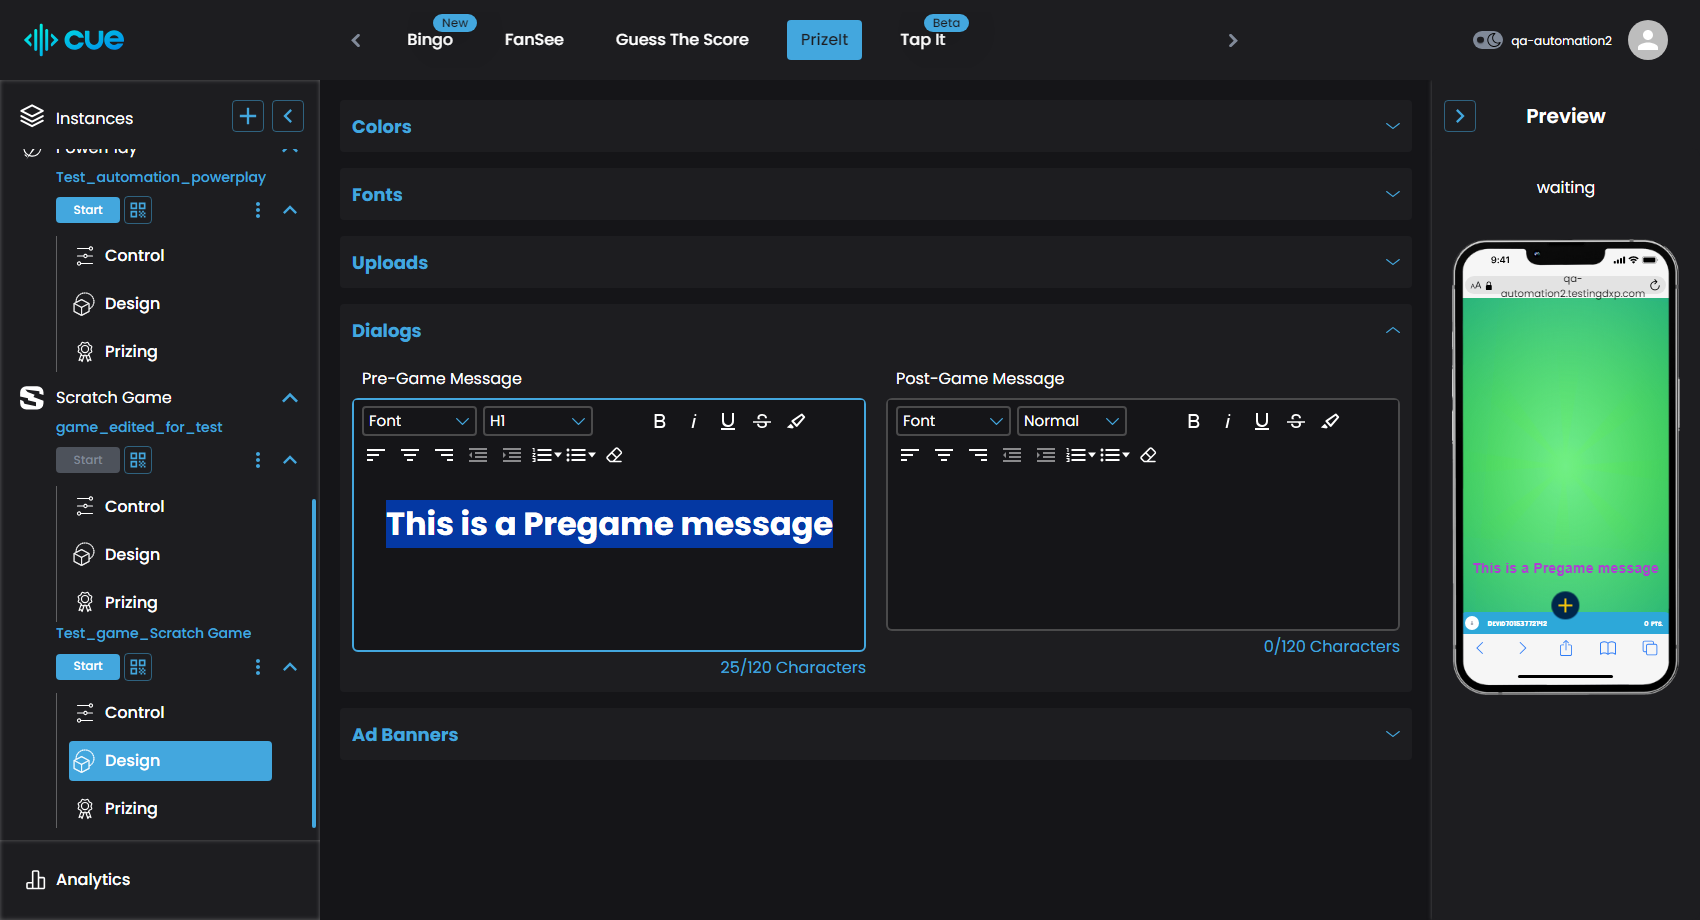 cue
Bingo
New
FanSee
Guess The Score
PrizeIt
Tap It
Beta
qa-automation2
Instances
PowerPlay
Test_automation_powerplay
Start
Control
Design
Prizing
Scratch Game
game_edited_for_test
Start
Control
Design
Prizing
Test_game_Scratch Game
Start
Control
Design
Prizing
Analytics
Colors
Fonts
Uploads
Dialogs
Pre-Game Message
Font
H1
B i U S
This is a Pregame message
25/120 Characters
Post-Game Message
Font
Normal
B i U S
0/120 Characters
Ad Banners
Preview
waiting
9:41
AA
qa-
automation2.testingdxp.com
This is a Pregame message
0 PTS.